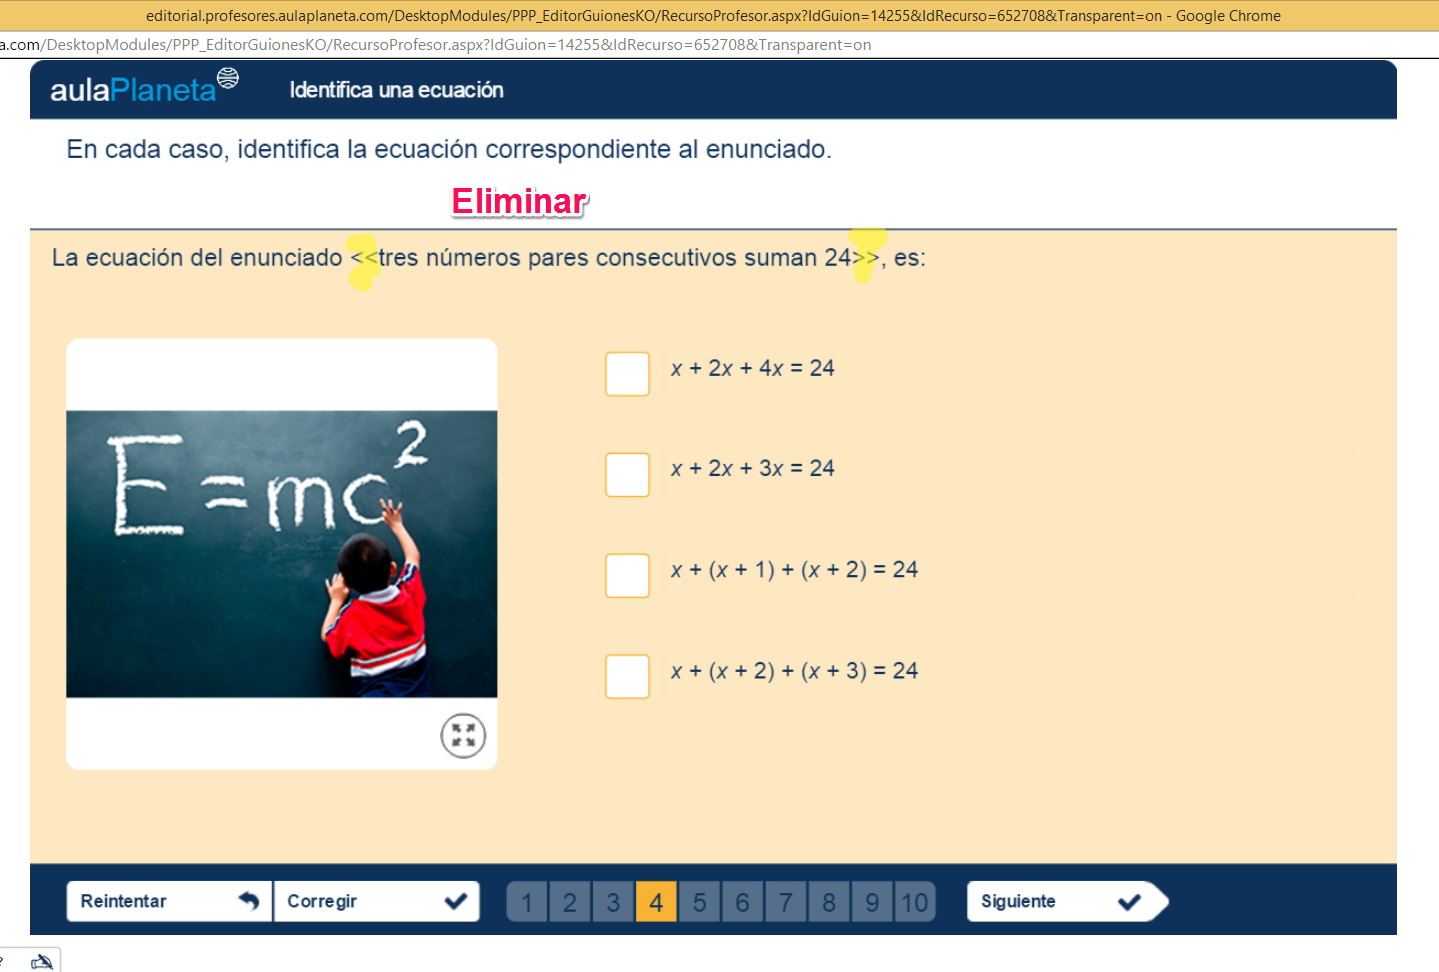 editorial.profesores.aulaplaneta.com/DesktopModules/PPP_EditorGuionesKO/RecursoProfesor.aspx?IdGuion=14255&IdRecurso=652708&Transparent=on - Google Chrome
a.com/DesktopModules/PPP_EditorGuionesKO/RecursoProfesor.aspx?IdGuion=14255&IdRecurso=652708&Transparent=on
aulaPlaneta Identifica una ecuación
En cada caso, identifica la ecuación correspondiente al enunciado.
Eliminar
La ecuación del enunciado <<tres números pares consecutivos suman 24>>, es:
E=mc²
x + 2x + 4x = 24
x + 2x + 3x = 24
x + (x + 1) + (x + 2) = 24
x + (x + 2) + (x + 3) = 24
Reintentar Corregir 1 2 3 4 5 6 7 8 9 10 Siguiente
?